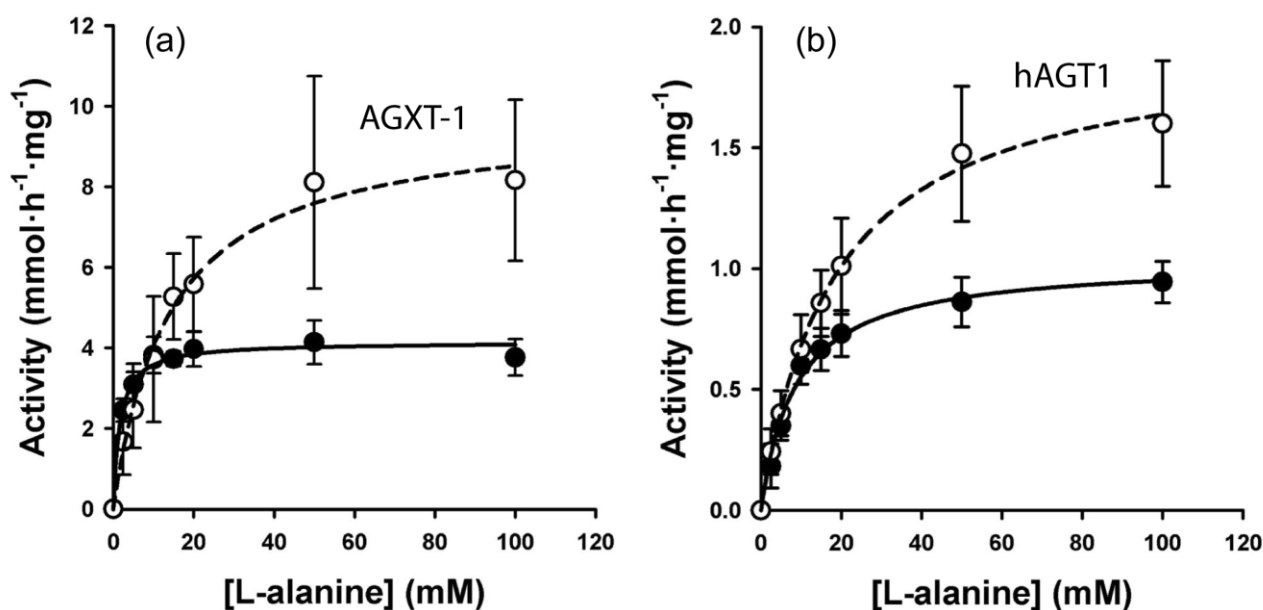 (a)
AGXT-1
Activity (mmol·h⁻¹·mg⁻¹)
12
10
8
6
4
2
0
0 20 40 60 80 100 120
[L-alanine] (mM)
(b)
hAGT1
Activity (mmol·h⁻¹·mg⁻¹)
2.0
1.5
1.0
0.5
0.0
0 20 40 60 80 100 120
[L-alanine] (mM)